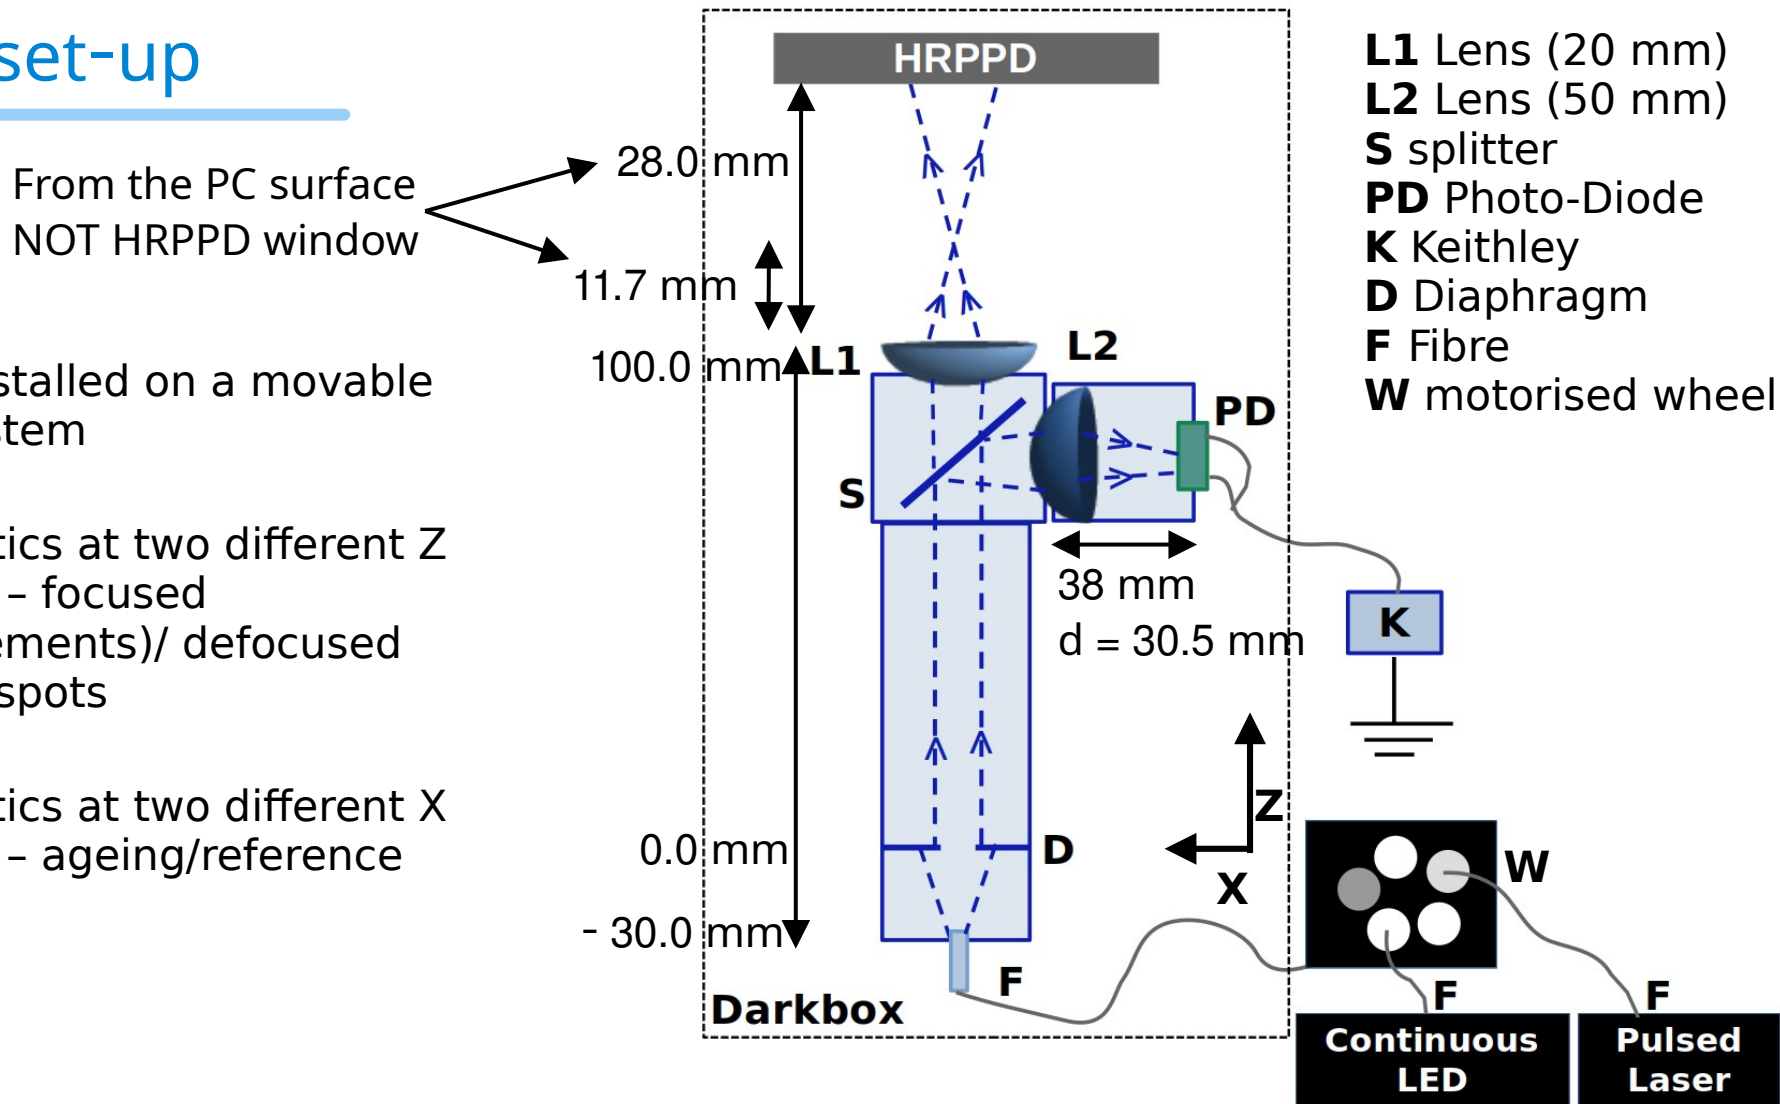 set-up
From the PC surface
NOT HRPPD window
stalled on a movable
stem
tics at two different Z
– focused
ements)/ defocused
spots
tics at two different X
– ageing/reference
HRPPD
28.0 mm
11.7 mm
100.0 mm
L1
L2
PD
S
38 mm
d = 30.5 mm
K
Z
X
0.0 mm
D
- 30.0 mm
F
Darkbox
W
F
F
Continuous
LED
Pulsed
Laser
L1 Lens (20 mm)
L2 Lens (50 mm)
S splitter
PD Photo-Diode
K Keithley
D Diaphragm
F Fibre
W motorised wheel